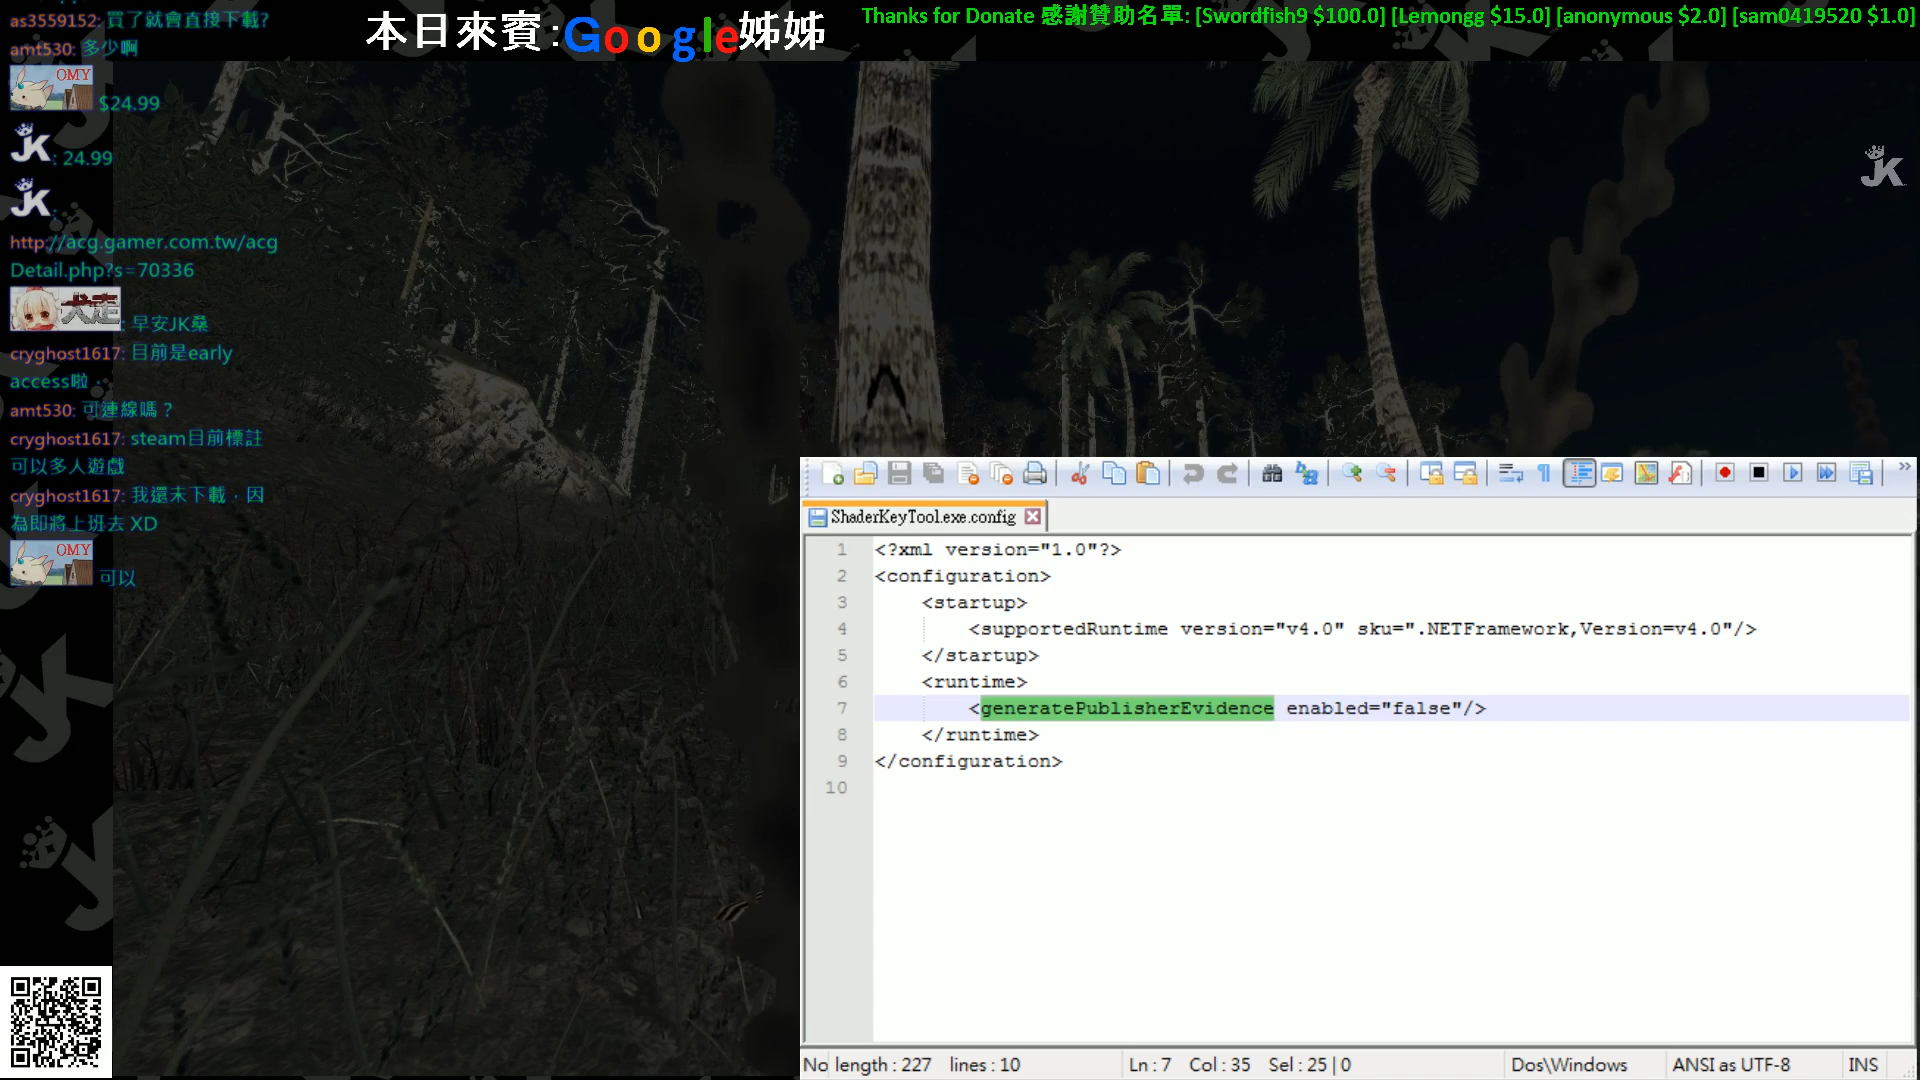 as3559152: 買了就會直接下載?
amt530: 多少啊
OMY
$24.99
JK
: 24.99
JK
:
http://acg.gamer.com.tw/acg
Detail.php?s=70336
犬走
: 早安JK桑
cryghost1617: 目前是early
access啦 ·
amt530: 可連線嗎？
cryghost1617: steam目前標註
可以多人遊戲
cryghost1617: 我還未下載，因
為即將上班去 XD
OMY
可以
本日來賓:Google姊姊
Thanks for Donate 感謝贊助名單: [Swordfish9 $100.0] [Lemongg $15.0] [anonymous $2.0] [sam0419520 $1.0]
JK
ShaderKeyTool.exe.config
1 <?xml version="1.0"?>
2 <configuration>
3 <startup>
4 <supportedRuntime version="v4.0" sku=".NETFramework,Version=v4.0"/>
5 </startup>
6 <runtime>
7 <generatePublisherEvidence enabled="false"/>
8 </runtime>
9 </configuration>
10
No length : 227 lines : 10 Ln : 7 Col : 35 Sel : 25 | 0 Dos\Windows ANSI as UTF-8 INS